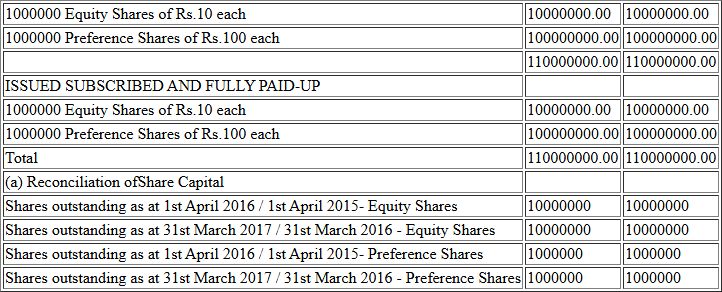 1000000 Equity Shares of Rs.10 each 10000000.00 10000000.00
1000000 Preference Shares of Rs.100 each 100000000.00 100000000.00
110000000.00 110000000.00
ISSUED SUBSCRIBED AND FULLY PAID-UP
1000000 Equity Shares of Rs.10 each 10000000.00 10000000.00
1000000 Preference Shares of Rs.100 each 100000000.00 100000000.00
Total 110000000.00 110000000.00
(a) Reconciliation ofShare Capital
Shares outstanding as at 1st April 2016 / 1st April 2015- Equity Shares 10000000 10000000
Shares outstanding as at 31st March 2017 / 31st March 2016 - Equity Shares 10000000 10000000
Shares outstanding as at 1st April 2016 / 1st April 2015- Preference Shares 1000000 1000000
Shares outstanding as at 31st March 2017 / 31st March 2016 - Preference Shares 1000000 1000000